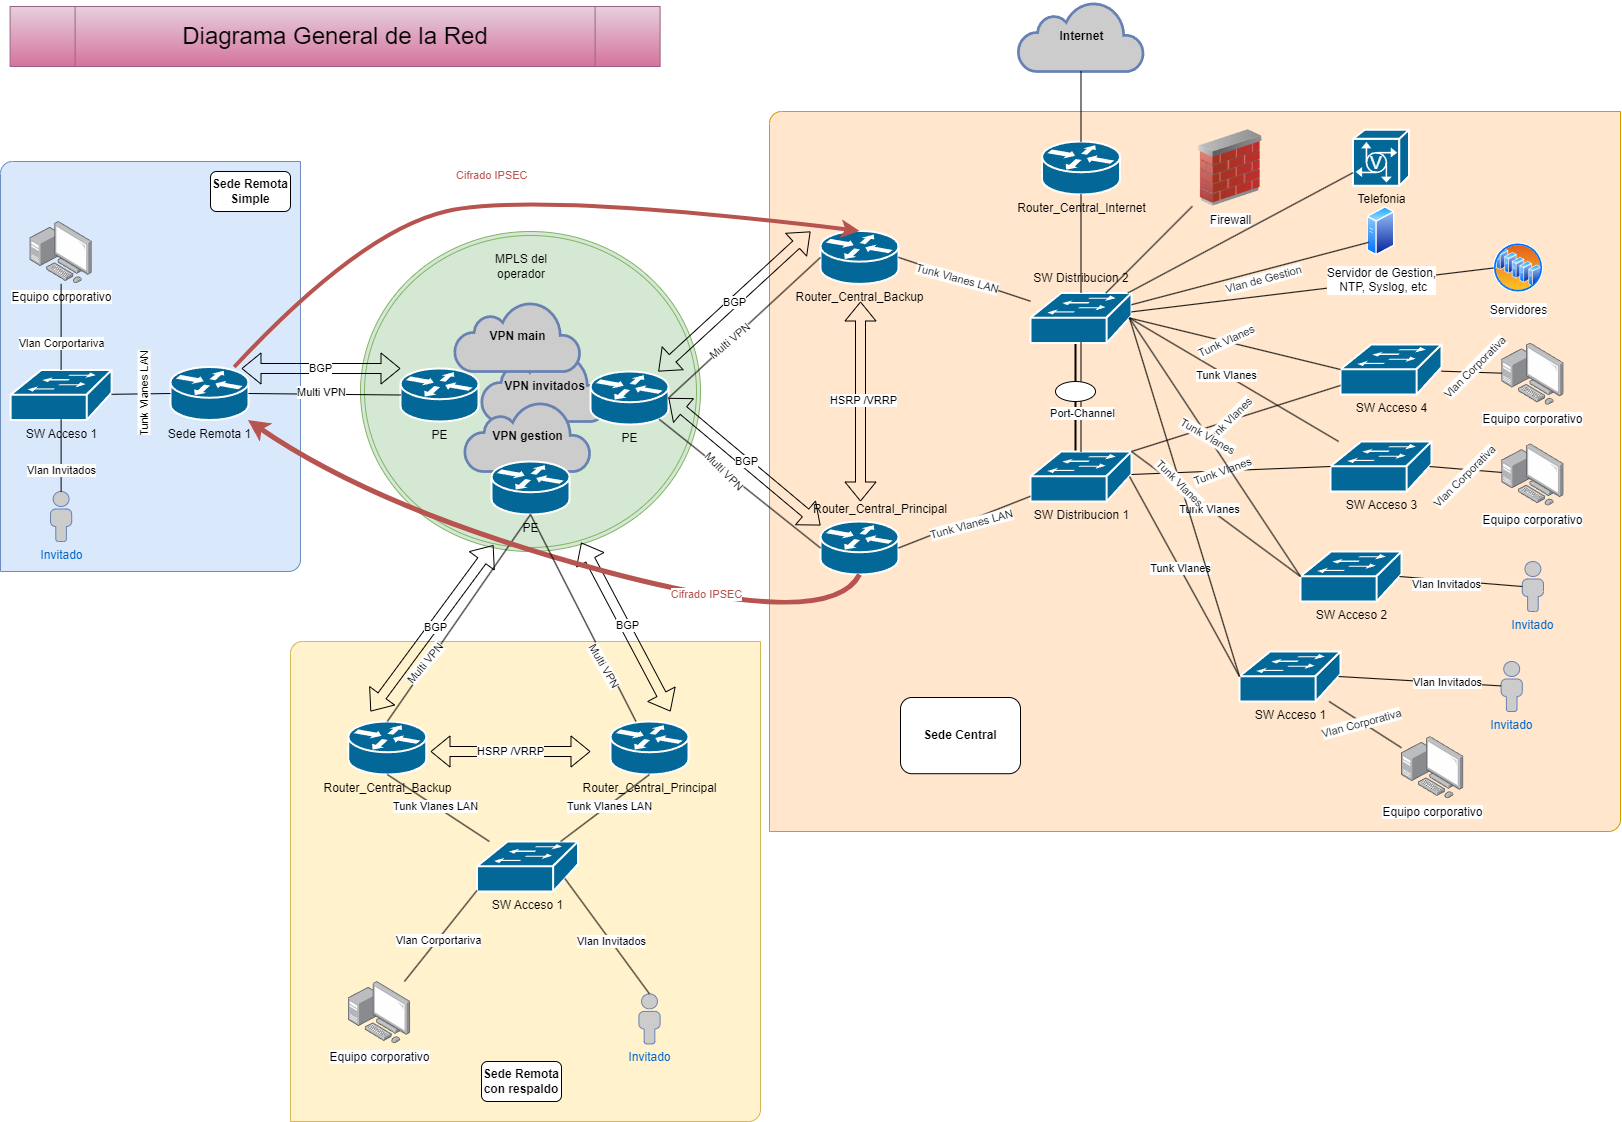 Diagrama General de la Red
Internet
Sede Remota
Simple
Equipo corporativo
Vlan Corportariva
Tunk Vlanes LAN
SW Acceso 1
Sede Remota 1
Vlan Invitados
Invitado
Cifrado IPSEC
BGP
Multi VPN
MPLS del
operador
VPN main
VPN invitados
VPN gestion
PE
PE
PE
BGP
Multi VPN
BGP
Multi VPN
Cifrado IPSEC
Router_Central_Internet
Firewall
Telefonia
Router_Central_Backup
Tunk Vlanes LAN
SW Distribucion 2
Vlan de Gestion
Servidor de Gestion,
NTP, Syslog, etc
Servidores
HSRP /VRRP
Port-Channel
Router_Central_Principal
Tunk Vlanes LAN
SW Distribucion 1
Tunk Vlanes
Tunk Vlanes
Tunk Vlanes
Tunk Vlanes
Tunk Vlanes
Tunk Vlanes
Tunk Vlanes
Tunk Vlanes
SW Acceso 4
Vlan Corporativa
Equipo corporativo
SW Acceso 3
Vlan Corporativa
Equipo corporativo
SW Acceso 2
Vlan Invitados
Invitado
SW Acceso 1
Vlan Invitados
Invitado
Vlan Corporativa
Equipo corporativo
Sede Central
BGP
Multi VPN
BGP
Multi VPN
HSRP /VRRP
Router_Central_Backup
Router_Central_Principal
Tunk Vlanes LAN
Tunk Vlanes LAN
SW Acceso 1
Vlan Corportariva
Vlan Invitados
Equipo corporativo
Invitado
Sede Remota
con respaldo